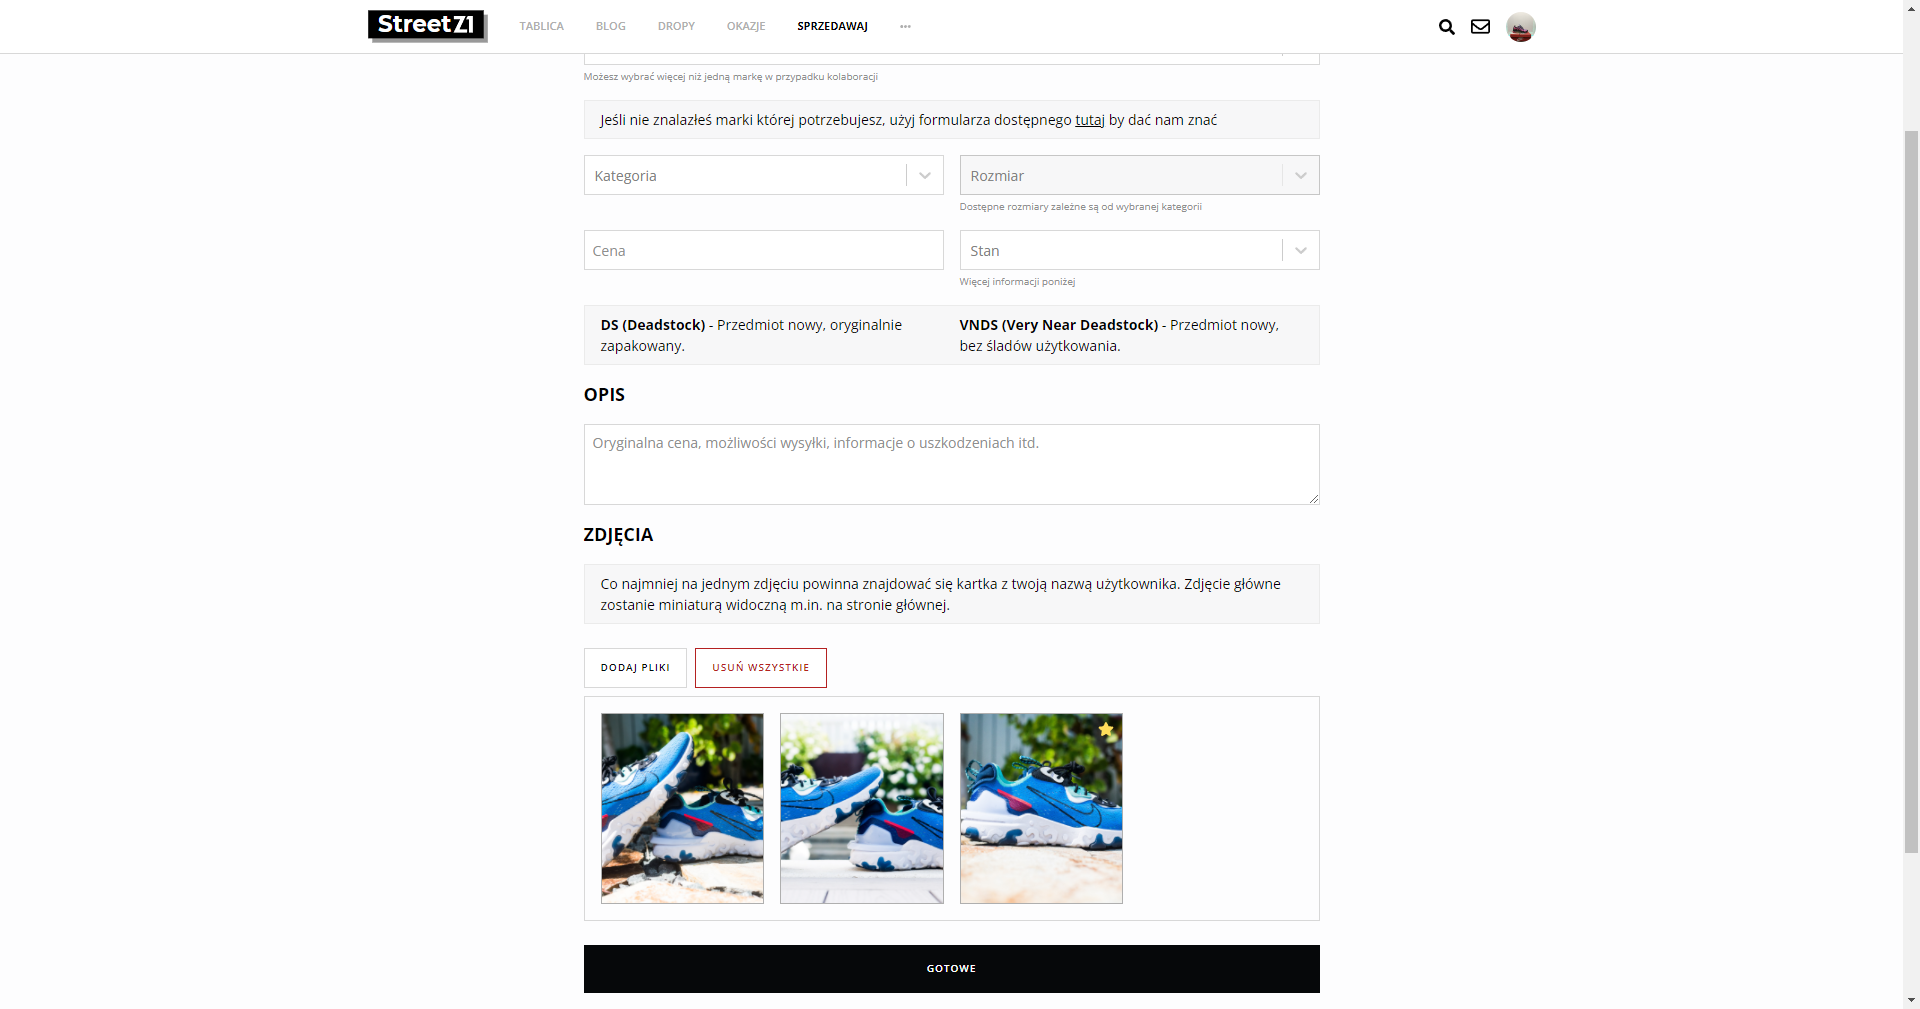 StreetZ1
TABLICA
BLOG
DROPY
OKAZJE
SPRZEDAWAJ
Możesz wybrać więcej niż jedną markę w przypadku kolaboracji
Jeśli nie znalazłeś marki której potrzebujesz, użyj formularza dostępnego tutaj by dać nam znać
Kategoria
Rozmiar
Dostępne rozmiary zależne są od wybranej kategorii
Cena
Stan
Więcej informacji poniżej
DS (Deadstock) - Przedmiot nowy, oryginalnie
zapakowany.
VNDS (Very Near Deadstock) - Przedmiot nowy,
bez śladów użytkowania.
OPIS
Oryginalna cena, możliwości wysyłki, informacje o uszkodzeniach itd.
ZDJĘCIA
Co najmniej na jednym zdjęciu powinna znajdować się kartka z twoją nazwą użytkownika. Zdjęcie główne
zostanie miniaturą widoczną m.in. na stronie głównej.
DODAJ PLIKI
USUŃ WSZYSTKIE
GOTOWE